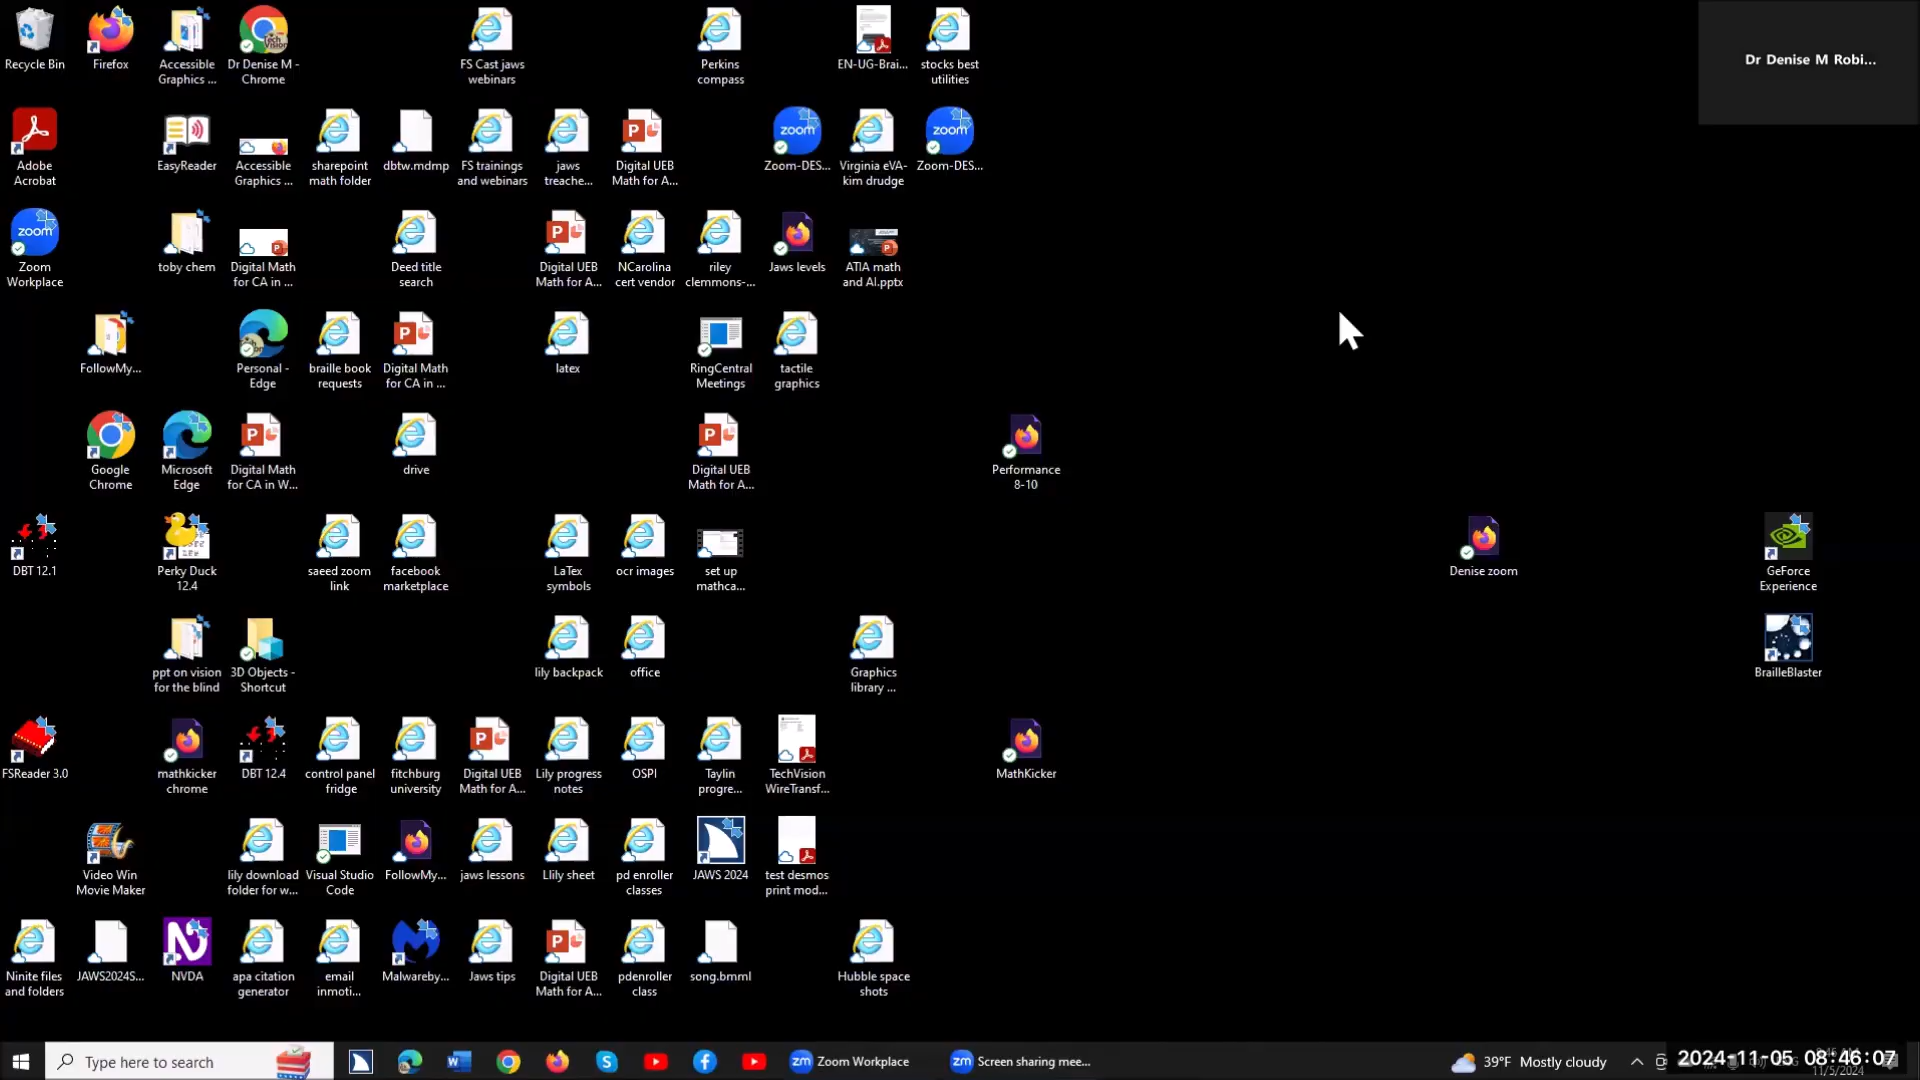 Recycle Bin
Firefox
Accessible
Graphics ...
Dr Denise M -
Chrome
FS Cast jaws
webinars
Perkins
compass
EN-UG-Brai...
stocks best
utilities
Dr Denise M Robi...
Adobe
Acrobat
EasyReader
Accessible
Graphics ...
sharepoint
math folder
dbtw.mdmp
FS trainings
and webinars
jaws
treache...
Digital UEB
Math for A...
zoom
Zoom-DES...
Virginia eVA-
kim drudge
zoom
Zoom-DES...
zoom
Zoom
Workplace
toby chem
Digital Math
for CA in ...
Deed title
search
Digital UEB
Math for A...
NCarolina
cert vendor
riley
clemmons-...
Jaws levels
ATIA math
and AI.pptx
FollowMy...
Personal -
Edge
braille book
requests
Digital Math
for CA in ...
latex
RingCentral
Meetings
tactile
graphics
Google
Chrome
Microsoft
Edge
Digital Math
for CA in W...
drive
Digital UEB
Math for A...
Performance
8-10
DBT 12.1
Perky Duck
12.4
saeed zoom
link
facebook
marketplace
LaTex
symbols
ocr images
set up
mathca...
Denise zoom
GeForce
Experience
ppt on vision
for the blind
3D Objects -
Shortcut
lily backpack
office
Graphics
library ...
BrailleBlaster
FSReader 3.0
mathkicker
chrome
DBT 12.4
control panel
fridge
fitchburg
university
Digital UEB
Math for A...
Lily progress
notes
OSPI
Taylin
progre...
TechVision
WireTransf...
MathKicker
Video Win
Movie Maker
lily download
folder for w...
Visual Studio
Code
FollowMy...
jaws lessons
Llily sheet
pd enroller
classes
JAWS 2024
test desmos
print mod...
Ninite files
and folders
JAWS2024S...
NVDA
apa citation
generator
email
inmoti...
Malwareby...
Jaws tips
Digital UEB
Math for A...
pdenroller
class
song.bmml
Hubble space
shots
Type here to search
zm Zoom Workplace
zm Screen sharing mee...
39°F Mostly cloudy
2024-11-05 08:46:07
11/5/2024